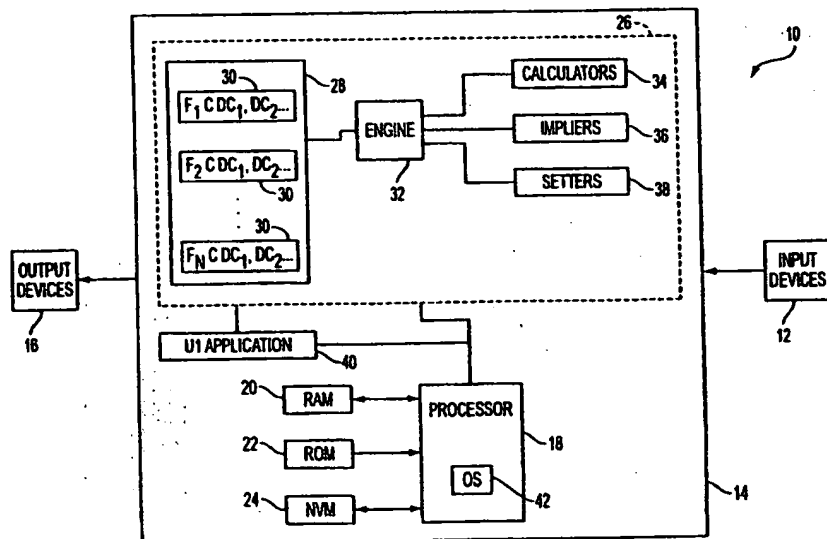 26
10
30
28
F1 C DC1, DC2...
CALCULATORS
34
ENGINE
32
IMPLIERS
36
F2 C DC1, DC2...
30
SETTERS
38
30
FN C DC1, DC2...
OUTPUT
DEVICES
16
INPUT
DEVICES
12
U1 APPLICATION
40
20
RAM
PROCESSOR
18
22
ROM
OS
42
24
NVM
14